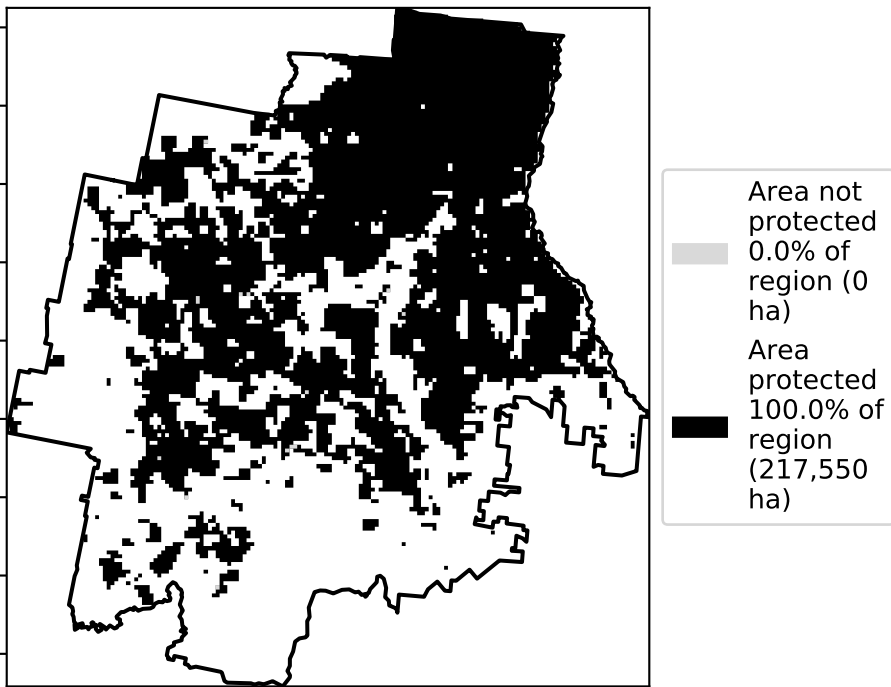 Area not
protected
0.0% of
region (0
ha)
Area
protected
100.0% of
region
(217,550
ha)